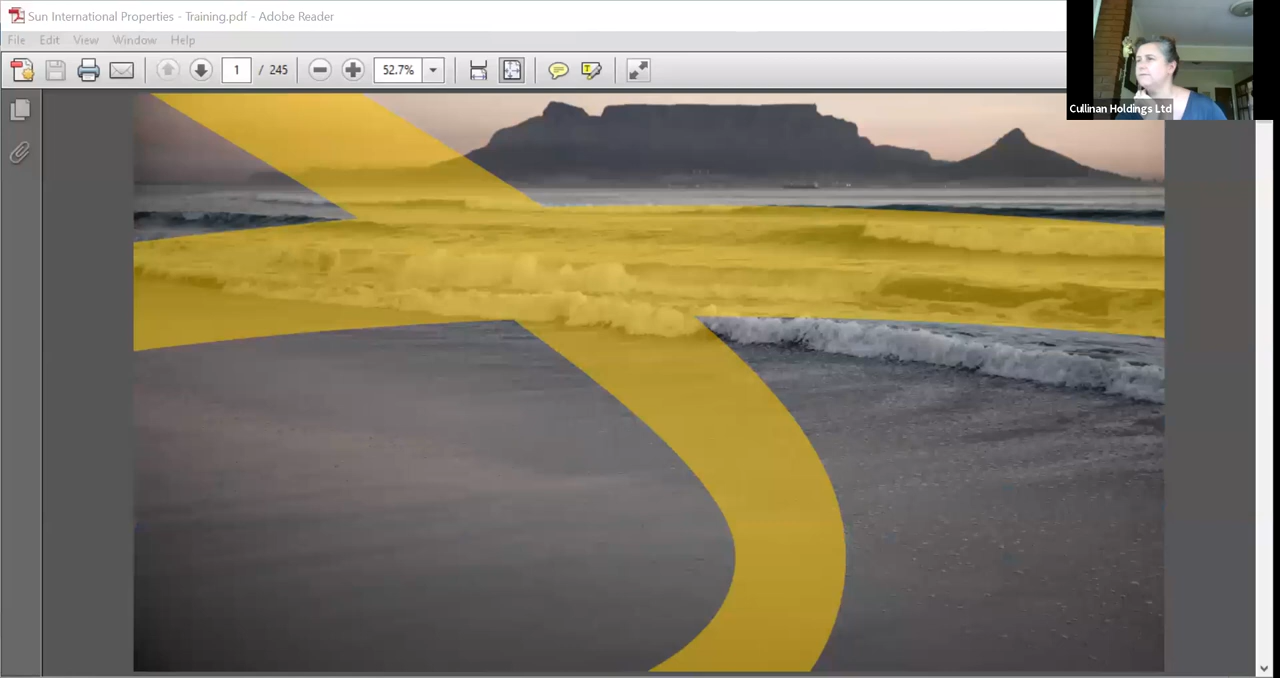 Sun International Properties - Training.pdf - Adobe Reader
File Edit View Window Help
1 / 245 52.7%
Cullinan Holdings Ltd